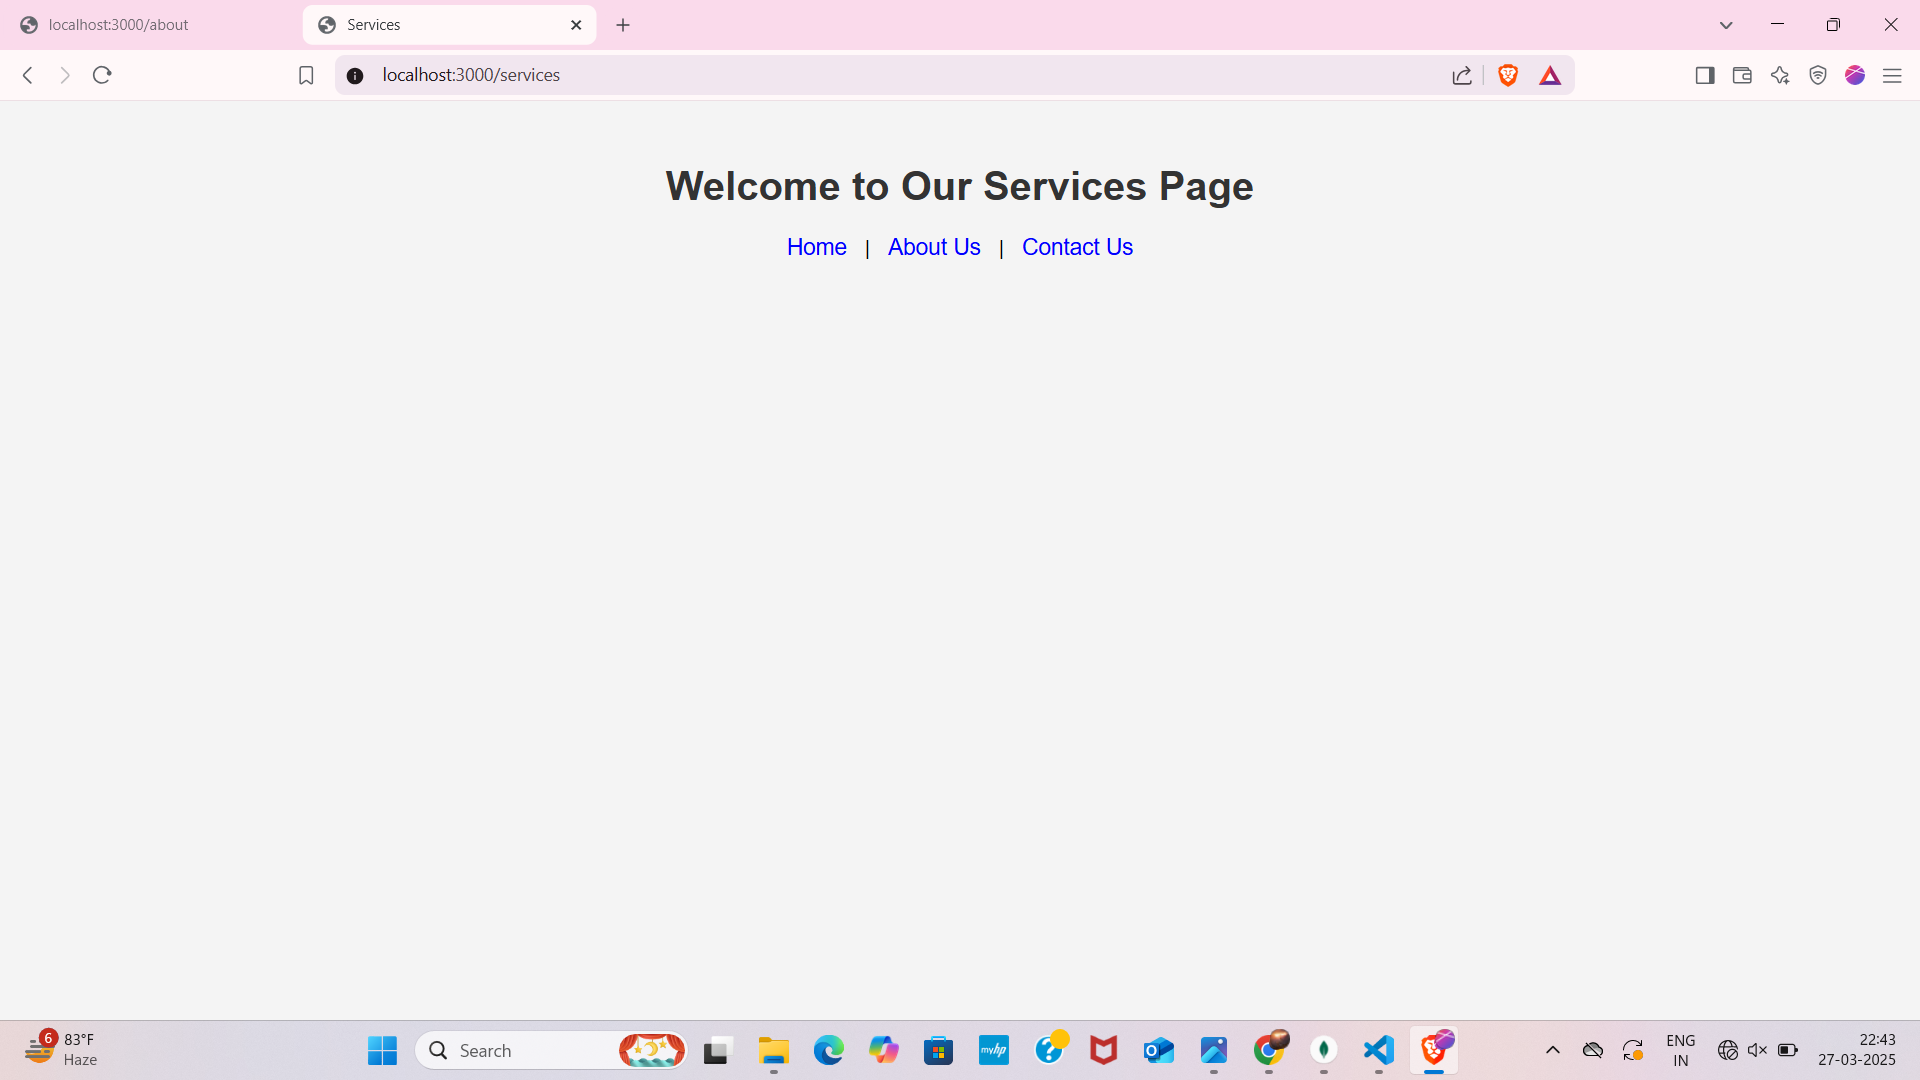 localhost:3000/about
Services
localhost:3000/services
Welcome to Our Services Page
Home | About Us | Contact Us
6
83°F
Haze
Search
myhp
ENG
IN
22:43
27-03-2025